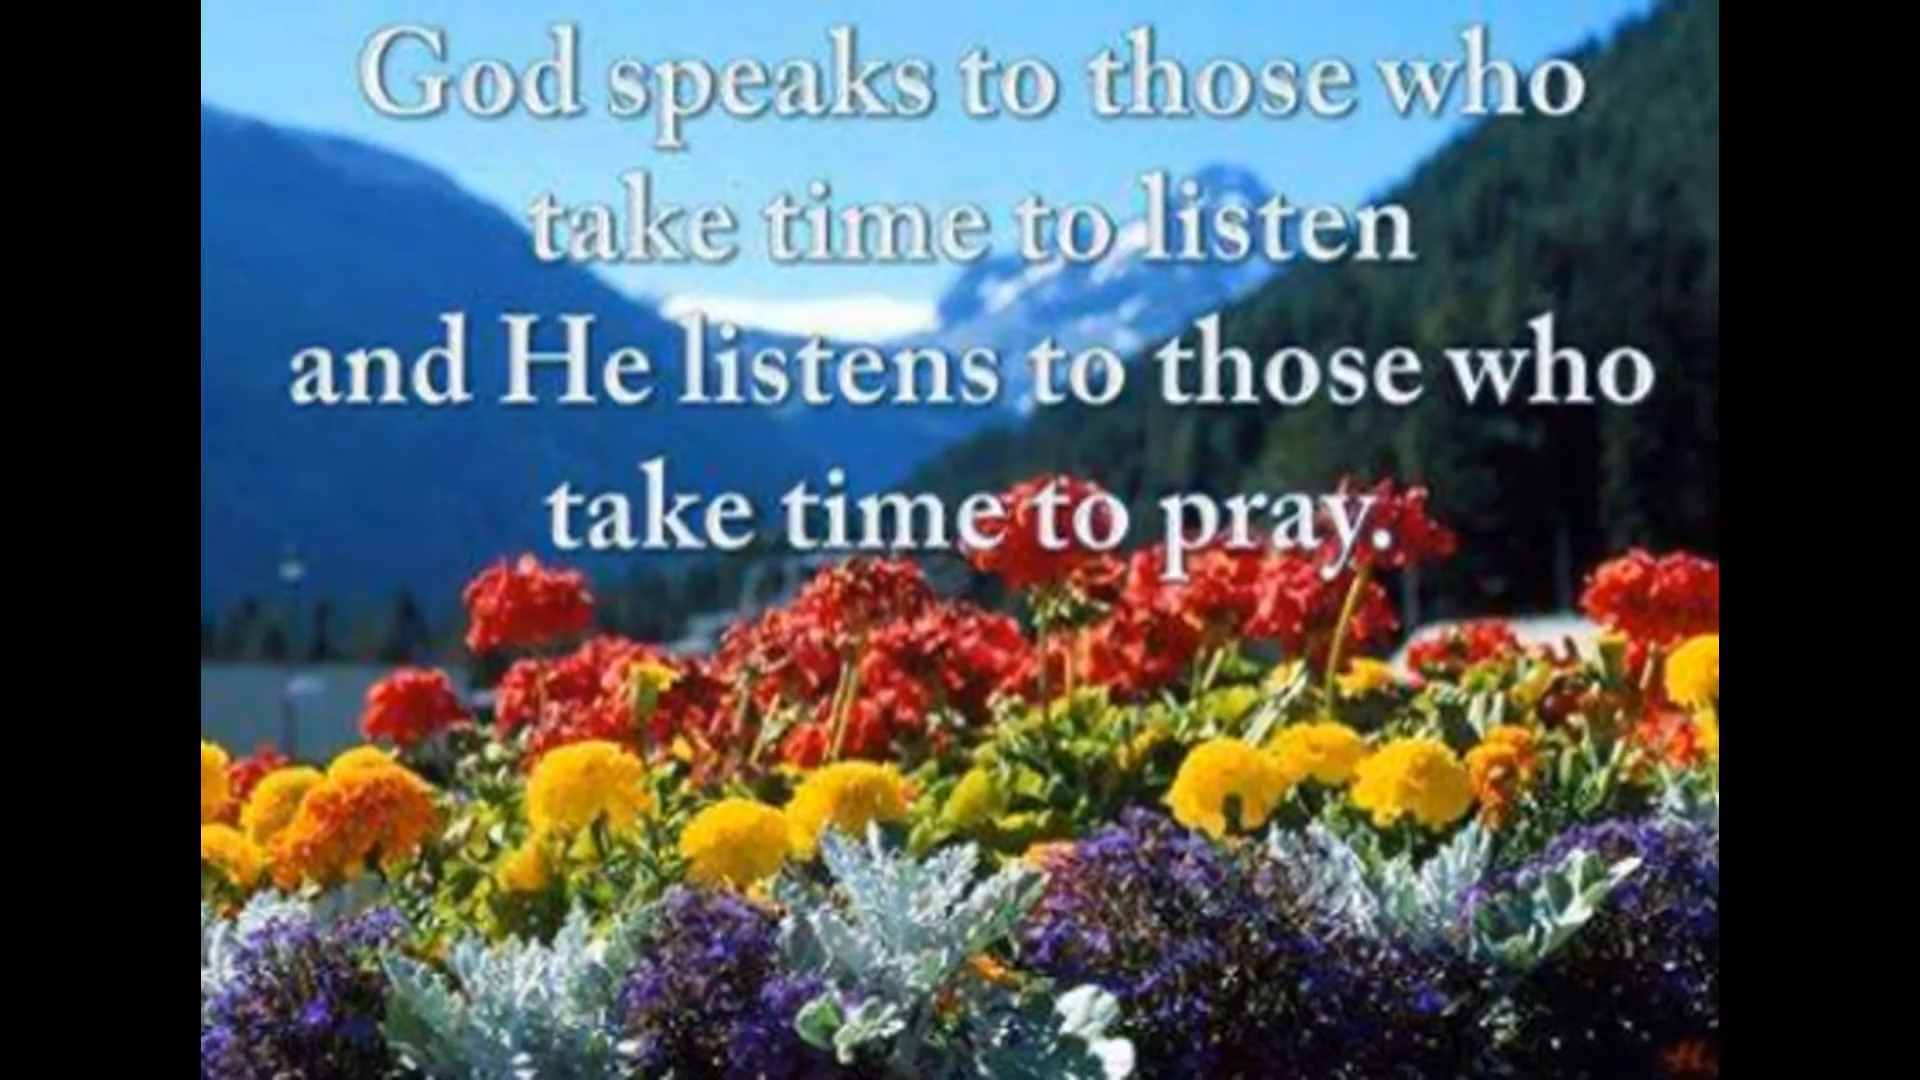 God speaks to those who
take time to listen
and He listens to those who
take time to pray.